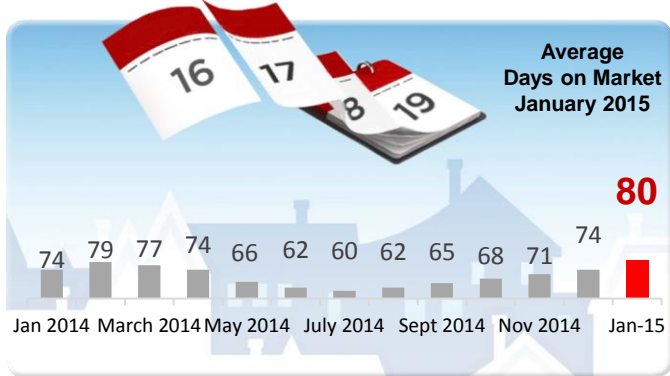 16
17
8
19
Average
Days on Market
January 2015
80
74 79 77 74 66 62 60 62 65 68 71 74
Jan 2014 March 2014 May 2014 July 2014 Sept 2014 Nov 2014 Jan-15